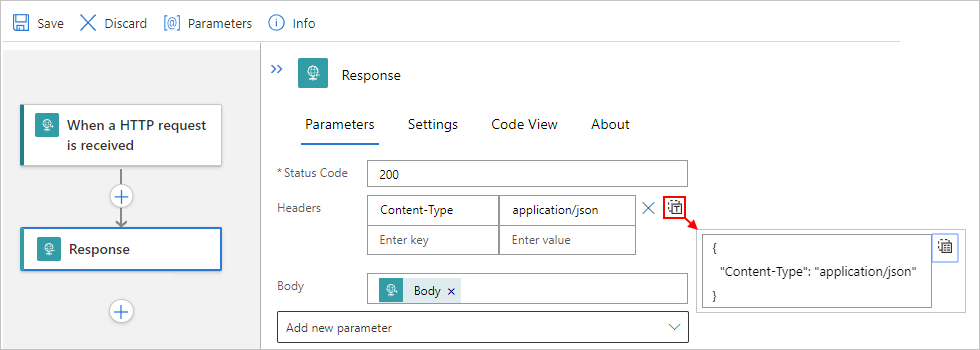 Save Discard Parameters Info
When a HTTP request
is received
Response
Response
Parameters Settings Code View About
* Status Code 200
Headers Content-Type application/json
Enter key Enter value
{
"Content-Type": "application/json"
}
Body Body ×
Add new parameter